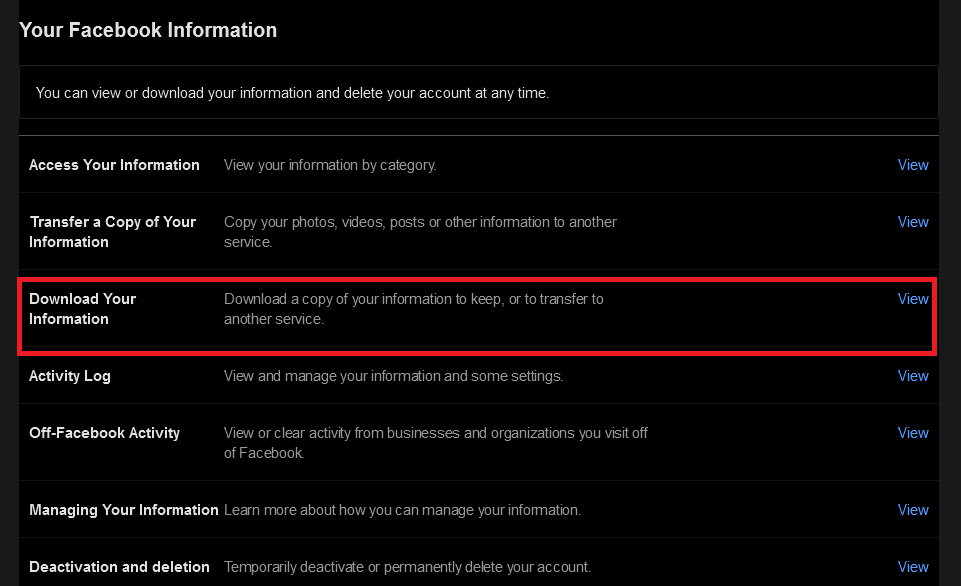 Your Facebook Information
You can view or download your information and delete your account at any time.
Access Your Information View your information by category. View
Transfer a Copy of Your Copy your photos, videos, posts or other information to another View
Information service.
Download Your Download a copy of your information to keep, or to transfer to View
Information another service.
Activity Log View and manage your information and some settings. View
Off-Facebook Activity View or clear activity from businesses and organizations you visit off View
of Facebook.
Managing Your Information Learn more about how you can manage your information. View
Deactivation and deletion Temporarily deactivate or permanently delete your account. View